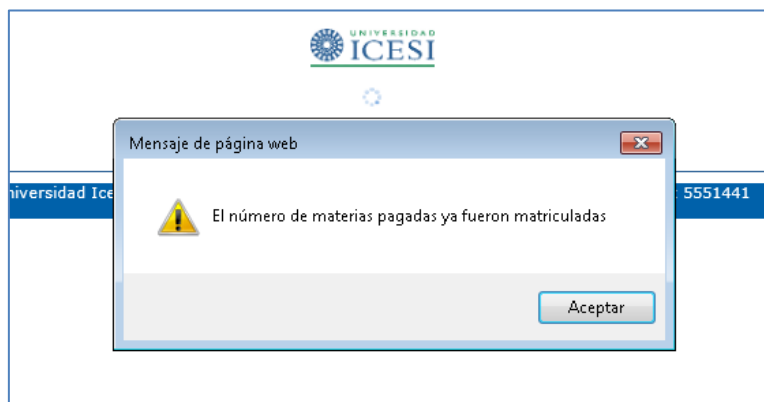 UNIVERSIDAD
ICESI
Mensaje de página web
niversidad Ice
5551441
El número de materias pagadas ya fueron matriculadas
Aceptar